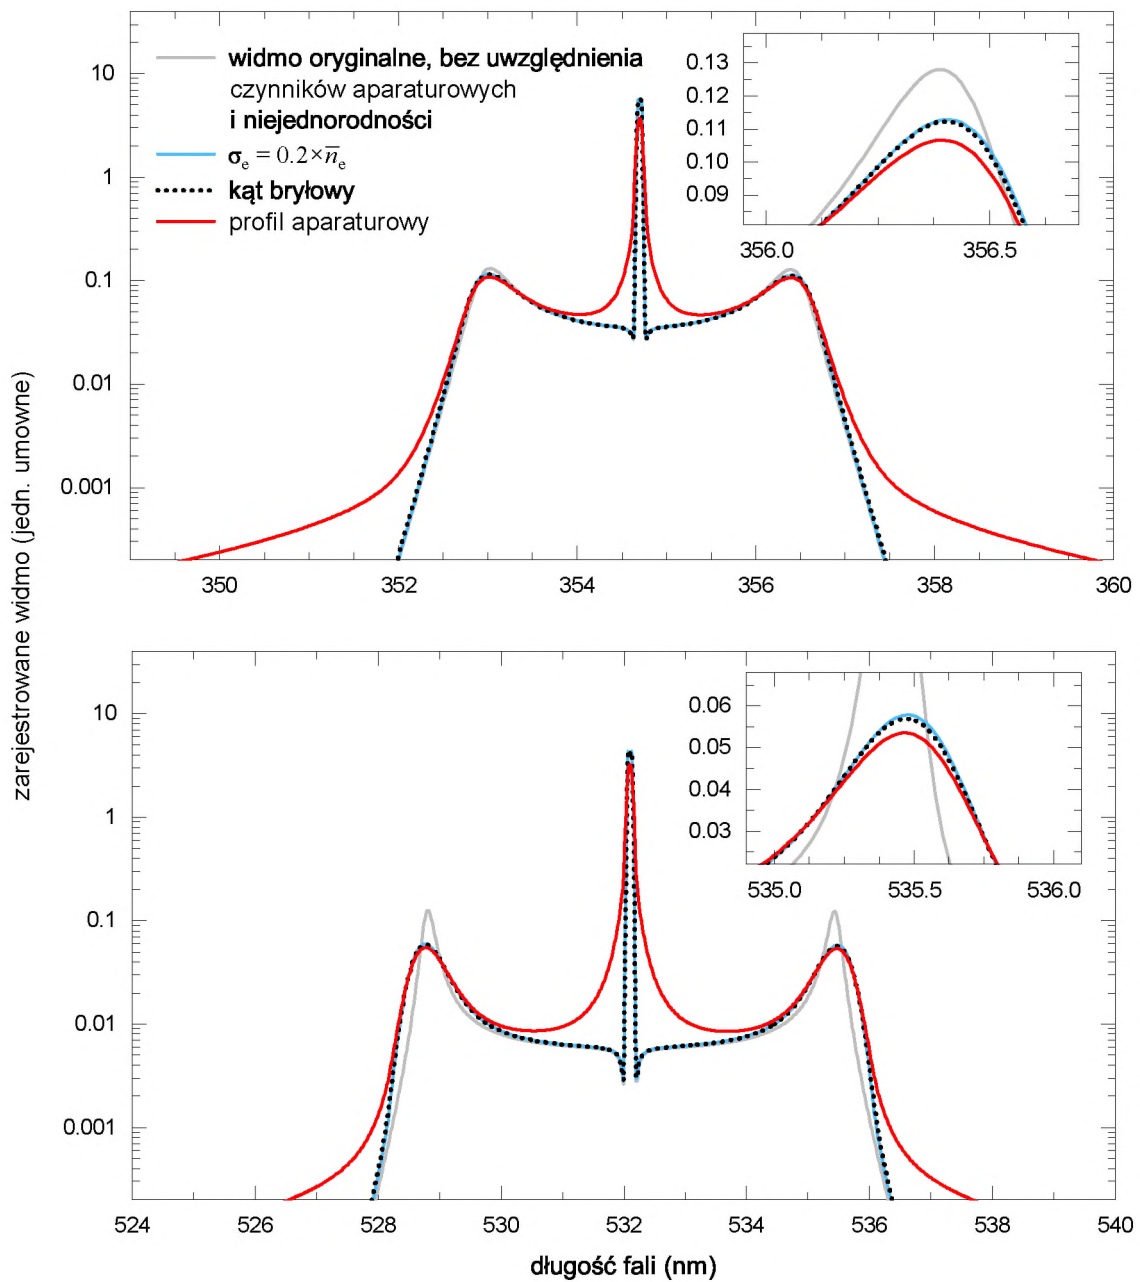 widmo oryginalne, bez uwzględnienia
czynników aparaturowych
i niejednorodności
σe = 0.2×n̅e
kąt bryłowy
profil aparaturowy
10
1
0.1
0.01
0.001
0.13
0.12
0.11
0.10
0.09
356.0 356.5
350 352 354 356 358 360
zarejestrowane widmo (jedn. umowne)
10
1
0.1
0.01
0.001
0.06
0.05
0.04
0.03
535.0 535.5 536.0
524 526 528 530 532 534 536 538 540
długość fali (nm)